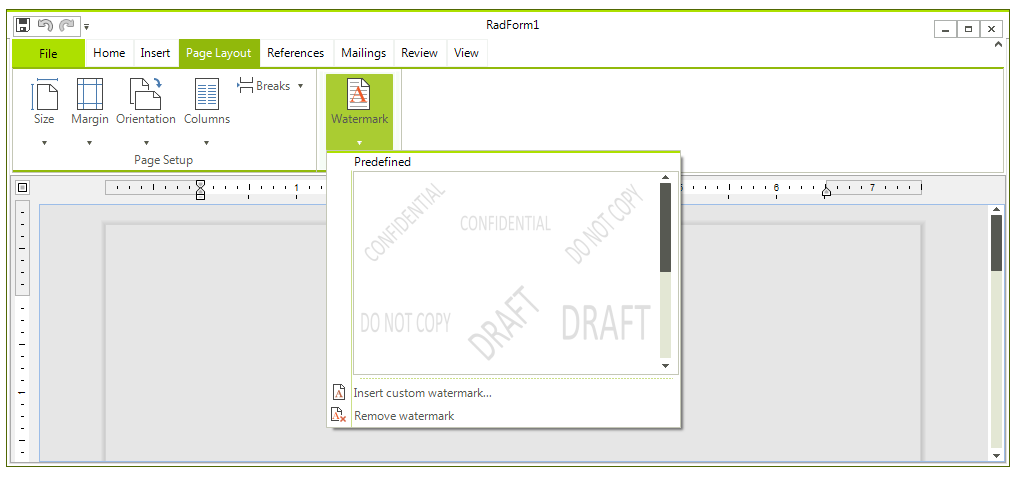 RadForm1
File Home Insert Page Layout References Mailings Review View
Breaks
Size Margin Orientation Columns Watermark
Page Setup
Predefined
1 6 7
CONFIDENTIAL CONFIDENTIAL DO NOT COPY
DO NOT COPY DRAFT DRAFT
Insert custom watermark...
Remove watermark